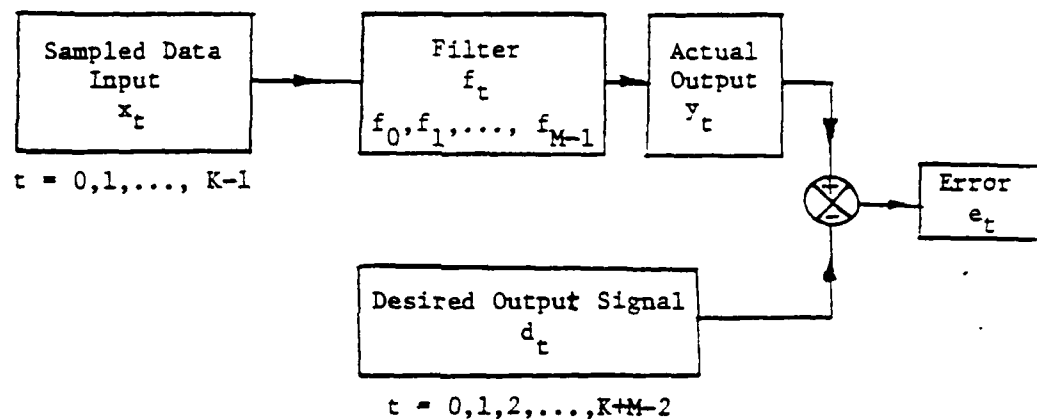 Sampled Data
Input
x_t
t = 0,1,..., K-1
Filter
f_t
f_0,f_1,..., f_{M-1}
Actual
Output
y_t
+
-
Error
e_t
Desired Output Signal
d_t
t = 0,1,2,...,K+M-2